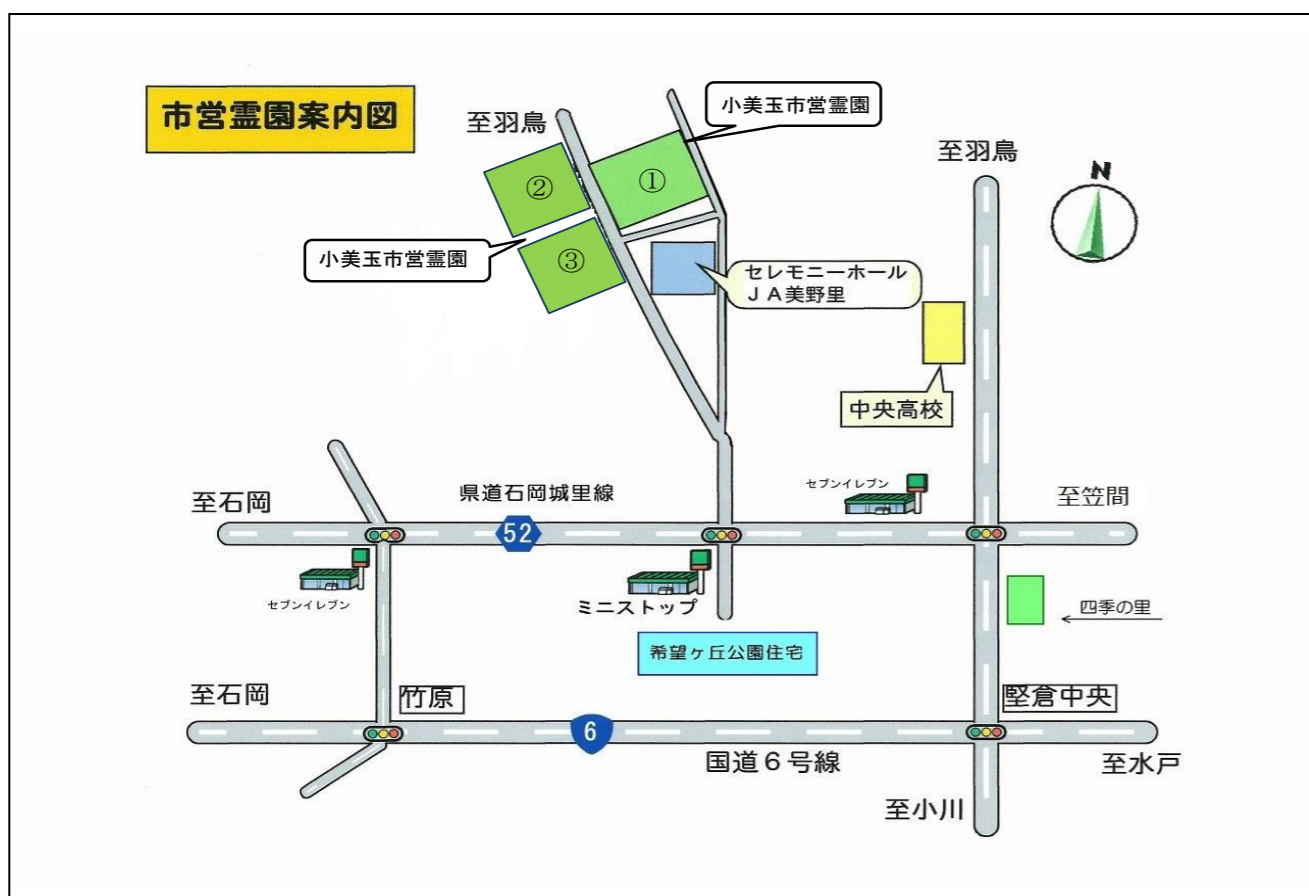 市営霊園案内図
小美玉市営霊園
至羽鳥
至羽鳥
N
①
②
③
小美玉市営霊園
セレモニーホール
ＪＡ美野里
中央高校
セブンイレブン
県道石岡城里線
至石岡
至笠間
52
セブンイレブン
ミニストップ
四季の里
希望ヶ丘公園住宅
至石岡
竹原
堅倉中央
6
国道６号線
至水戸
至小川